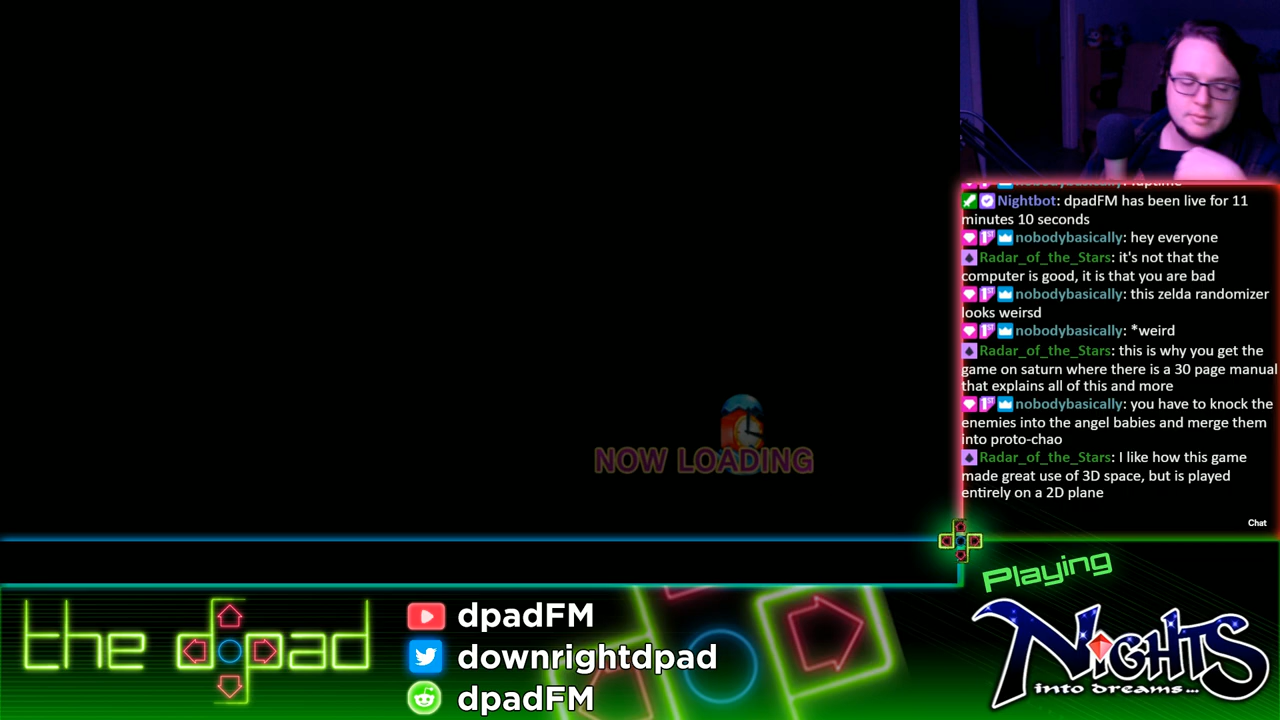 Nightbot: dpadFM has been live for 11
minutes 10 seconds
nobodybasically: hey everyone
Radar_of_the_Stars: it's not that the
computer is good, it is that you are bad
nobodybasically: this zelda randomizer
looks weirsd
nobodybasically: *weird
Radar_of_the_Stars: this is why you get the
game on saturn where there is a 30 page manual
that explains all of this and more
nobodybasically: you have to knock the
enemies into the angel babies and merge them
into proto-chao
Radar_of_the_Stars: I like how this game
made great use of 3D space, but is played
entirely on a 2D plane
Chat
NOW LOADING
Playing
NiGHTS
into dreams...
the dpad
dpadFM
downrightdpad
dpadFM